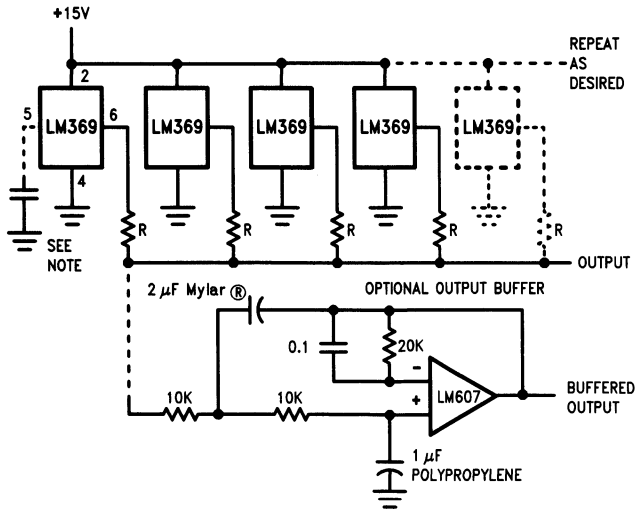 +15V
REPEAT
AS
DESIRED
2
5
LM369
6
LM369
LM369
LM369
LM369
4
R
R
R
R
R
SEE
NOTE
OUTPUT
2 μF Mylar ®
OPTIONAL OUTPUT BUFFER
0.1
20K
-
10K
10K
+
LM607
BUFFERED
OUTPUT
1 μF
POLYPROPYLENE